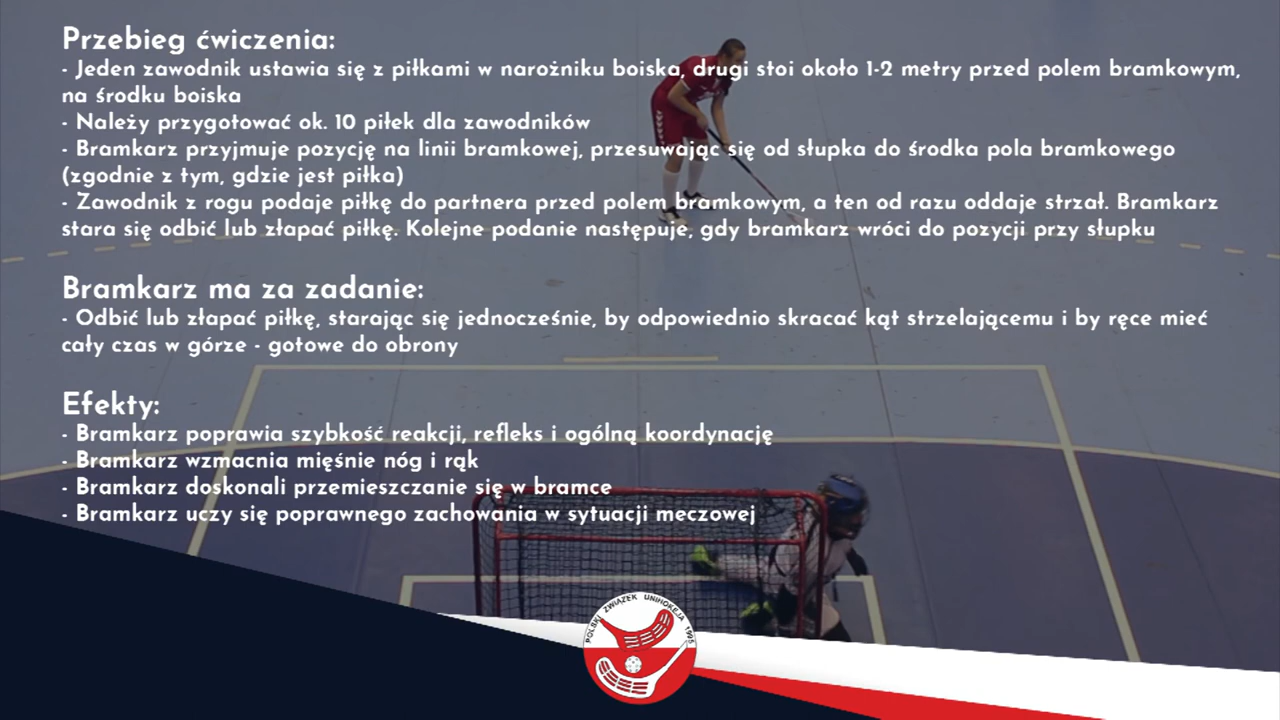 Przebieg ćwiczenia:
- Jeden zawodnik ustawia się z piłkami w narożniku boiska, drugi stoi około 1-2 metry przed polem bramkowym,
na środku boiska
- Należy przygotować ok. 10 piłek dla zawodników
- Bramkarz przyjmuje pozycję na linii bramkowej, przesuwając się od słupka do środka pola bramkowego
(zgodnie z tym, gdzie jest piłka)
- Zawodnik z rogu podaje piłkę do partnera przed polem bramkowym, a ten od razu oddaje strzał. Bramkarz
stara się odbić lub złapać piłkę. Kolejne podanie następuje, gdy bramkarz wróci do pozycji przy słupku
Bramkarz ma za zadanie:
- Odbić lub złapać piłkę, starając się jednocześnie, by odpowiednio skracać kąt strzelającemu i by ręce mieć
cały czas w górze - gotowe do obrony
Efekty:
- Bramkarz poprawia szybkość reakcji, refleks i ogólną koordynację
- Bramkarz wzmacnia mięśnie nóg i rąk
- Bramkarz doskonali przemieszczanie się w bramce
- Bramkarz uczy się poprawnego zachowania w sytuacji meczowej
POLSKI ZWIĄZEK UNIHOKEJA 1995